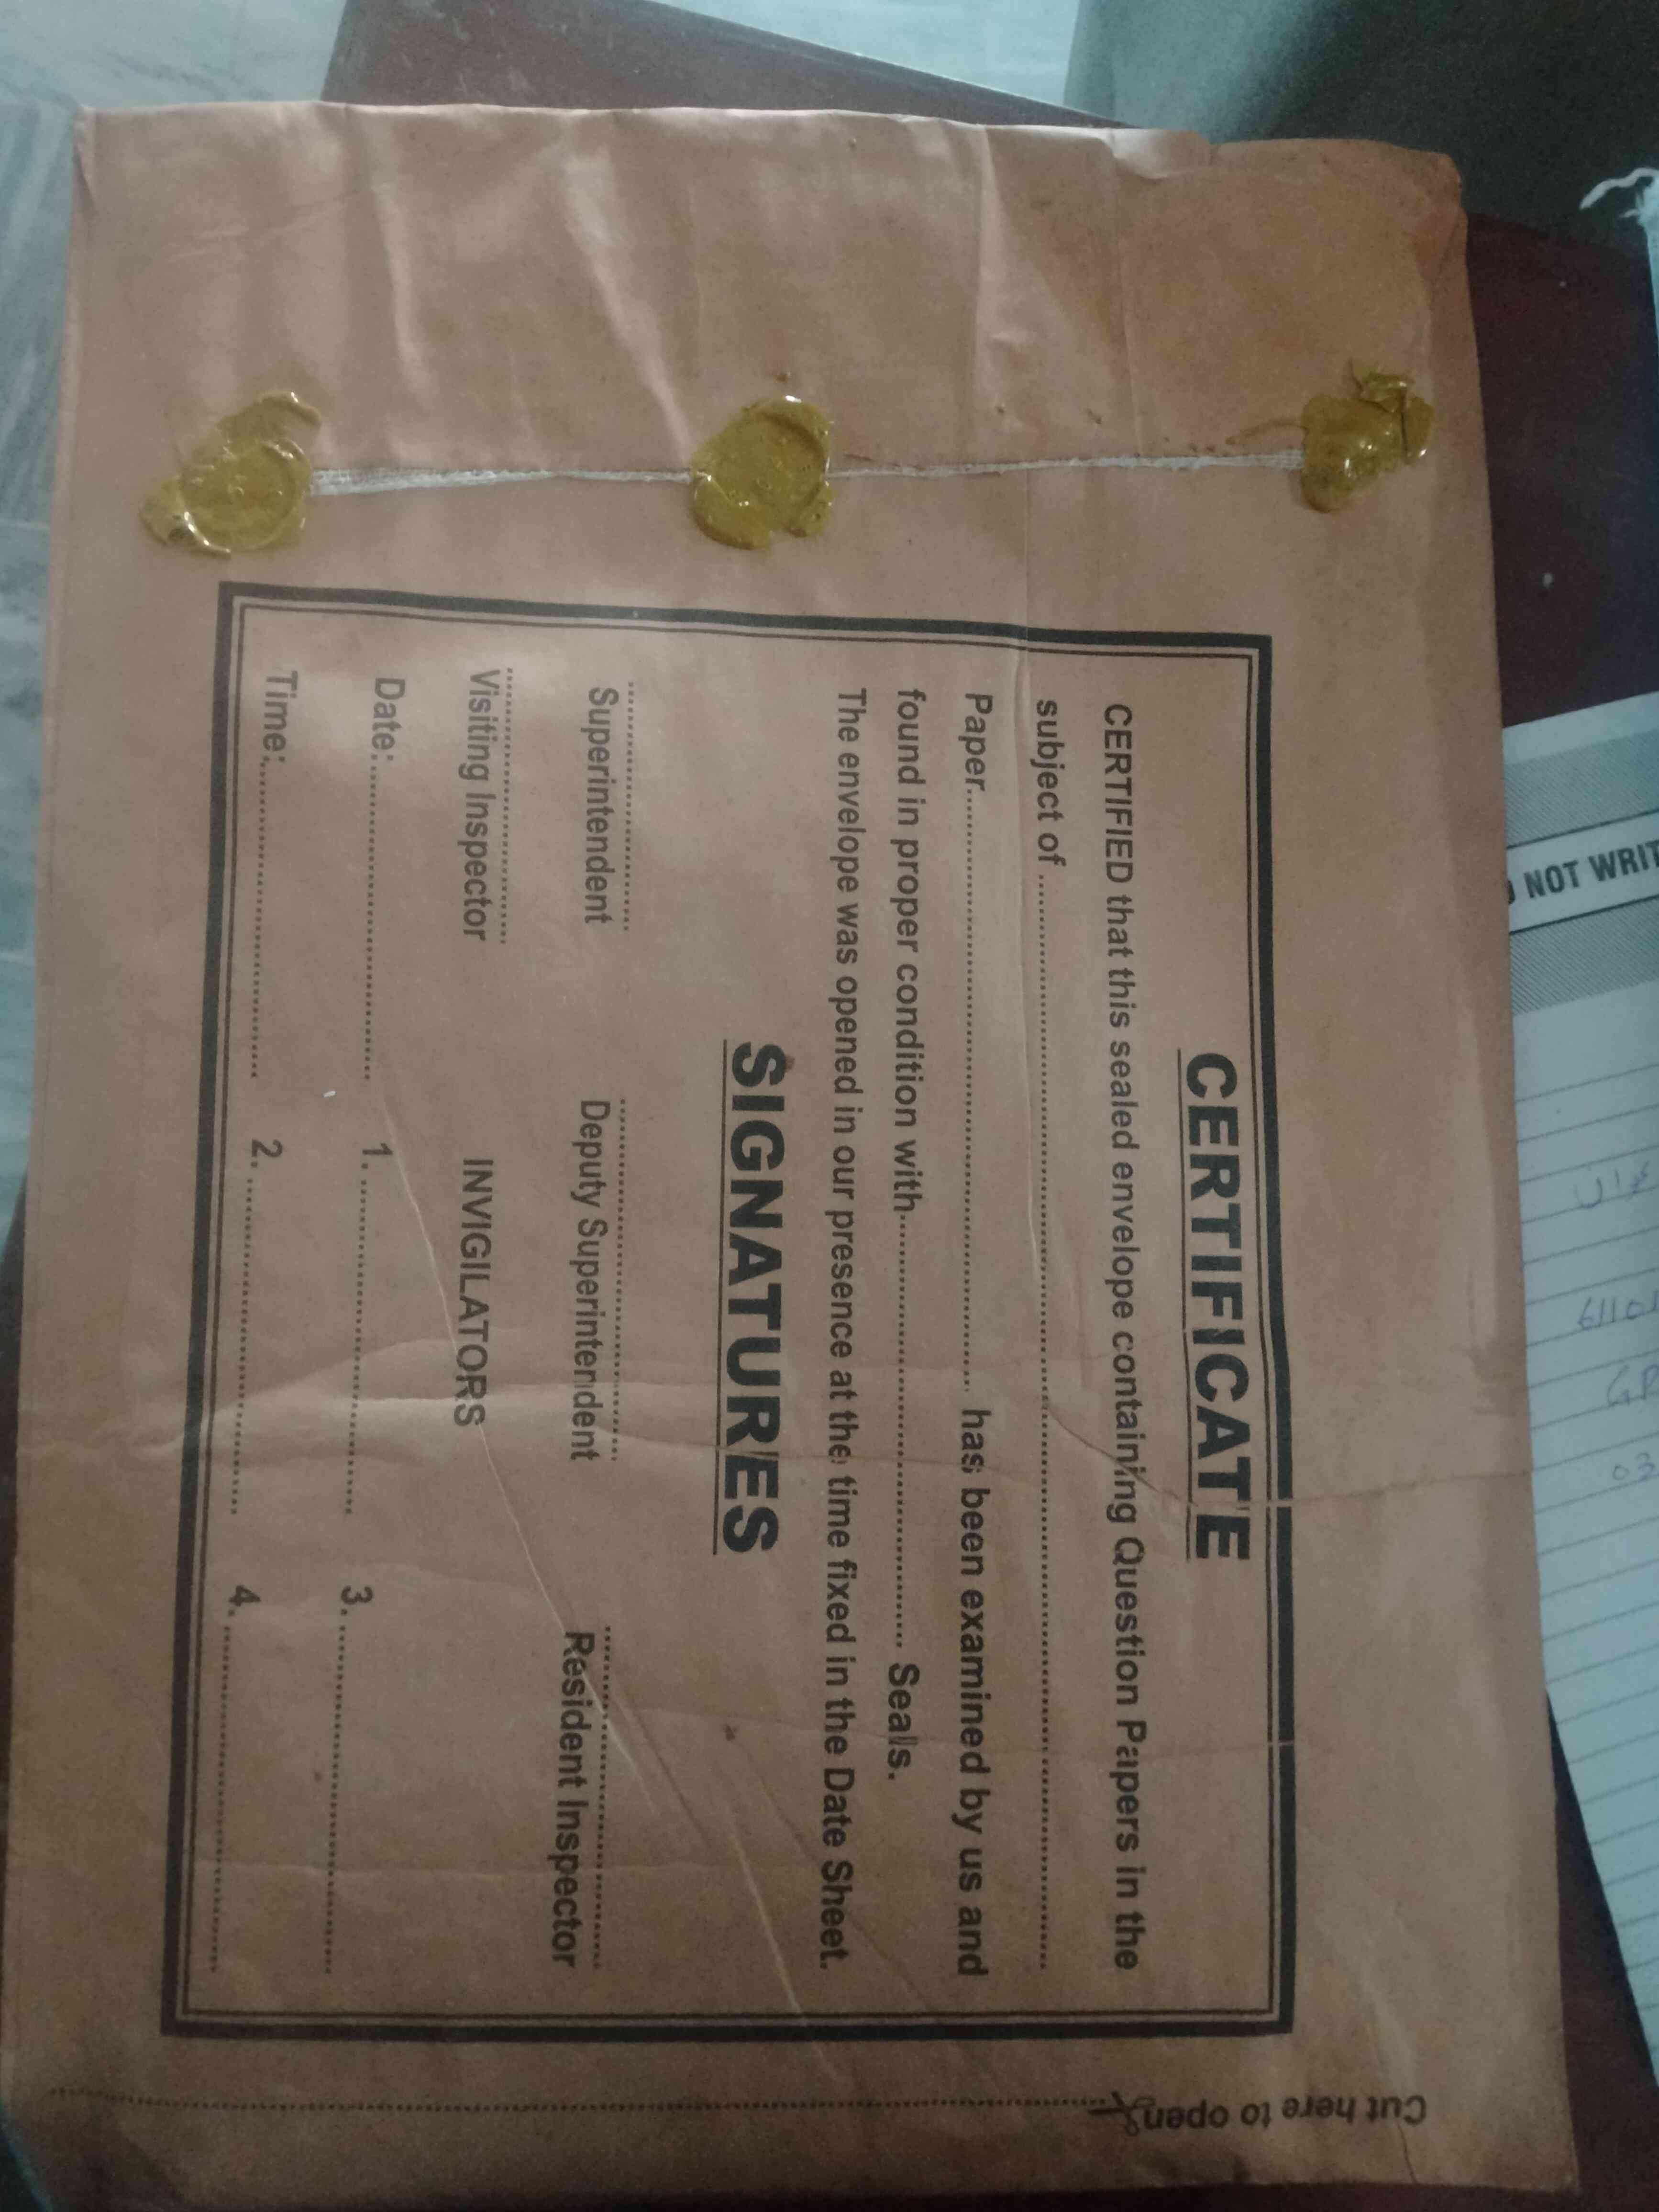 CERTIFICATE
CERTIFIED that this sealed envelope containing Question Papers in the
subject of ..........................................................................................
Paper.................................................. has been examined by us and
found in proper condition with............................................ Seals.
The envelope was opened in our presence at the time fixed in the Date Sheet.
SIGNATURES
Superintendent Deputy Superintendent Resident Inspector
Visiting Inspector INVIGILATORS
Date:.............................. 1. .............................. 3. ..............................
Time:.............................. 2. .............................. 4. ..............................
Cut here to open
NOT WRIT